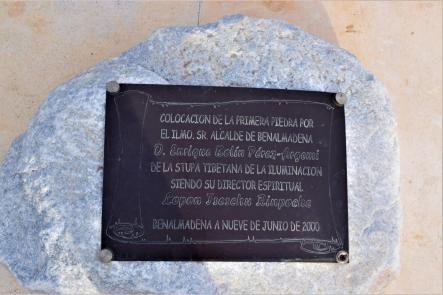 COLOCACION DE LA PRIMERA PIEDRA POR
EL ILMO. SR. ALCALDE DE BENALMADENA
D. Enrique Bolín Pérez-Argemí
DE LA STUPA TIBETANA DE LA ILUMINACION
SIENDO SU DIRECTOR ESPIRITUAL
Lopon Tsechu Rimpoche
BENALMADENA A NUEVE DE JUNIO DE 2000